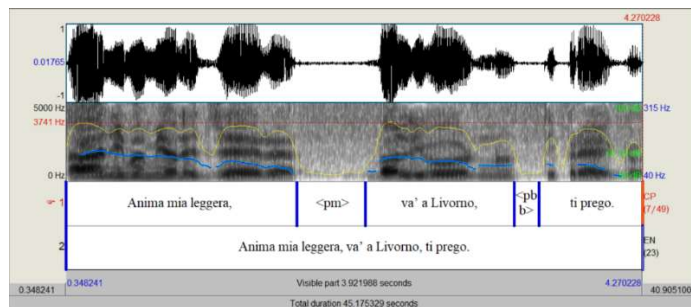 4.270228
1
0.01765
-1
5000 Hz
315 Hz
3741 Hz
0 Hz
40 Hz
1 Anima mia leggera, <pm> va' a Livorno, <pb b> ti prego. CP (7/49)
2 Anima mia leggera, va' a Livorno, ti prego. EN (23)
0.348241 Visible part 3.921988 seconds 4.270228
0.348241 40.905100
Total duration 45.175329 seconds